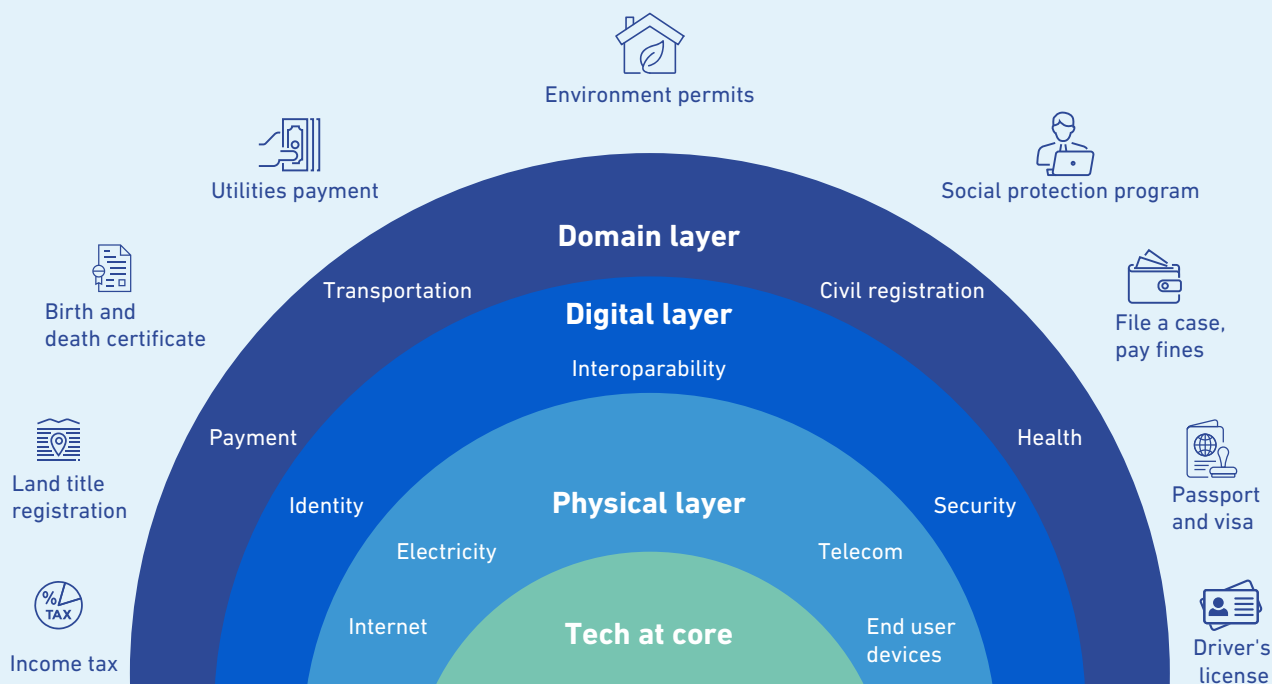 Environment permits
Utilities payment
Social protection program
Domain layer
Birth and
death certificate
Transportation
Civil registration
Digital layer
File a case,
pay fines
Interoparability
Payment
Health
Land title
registration
Identity
Physical layer
Security
Passport
and visa
Electricity
Telecom
% TAX
Internet
Tech at core
End user
devices
Income tax
Driver's
license